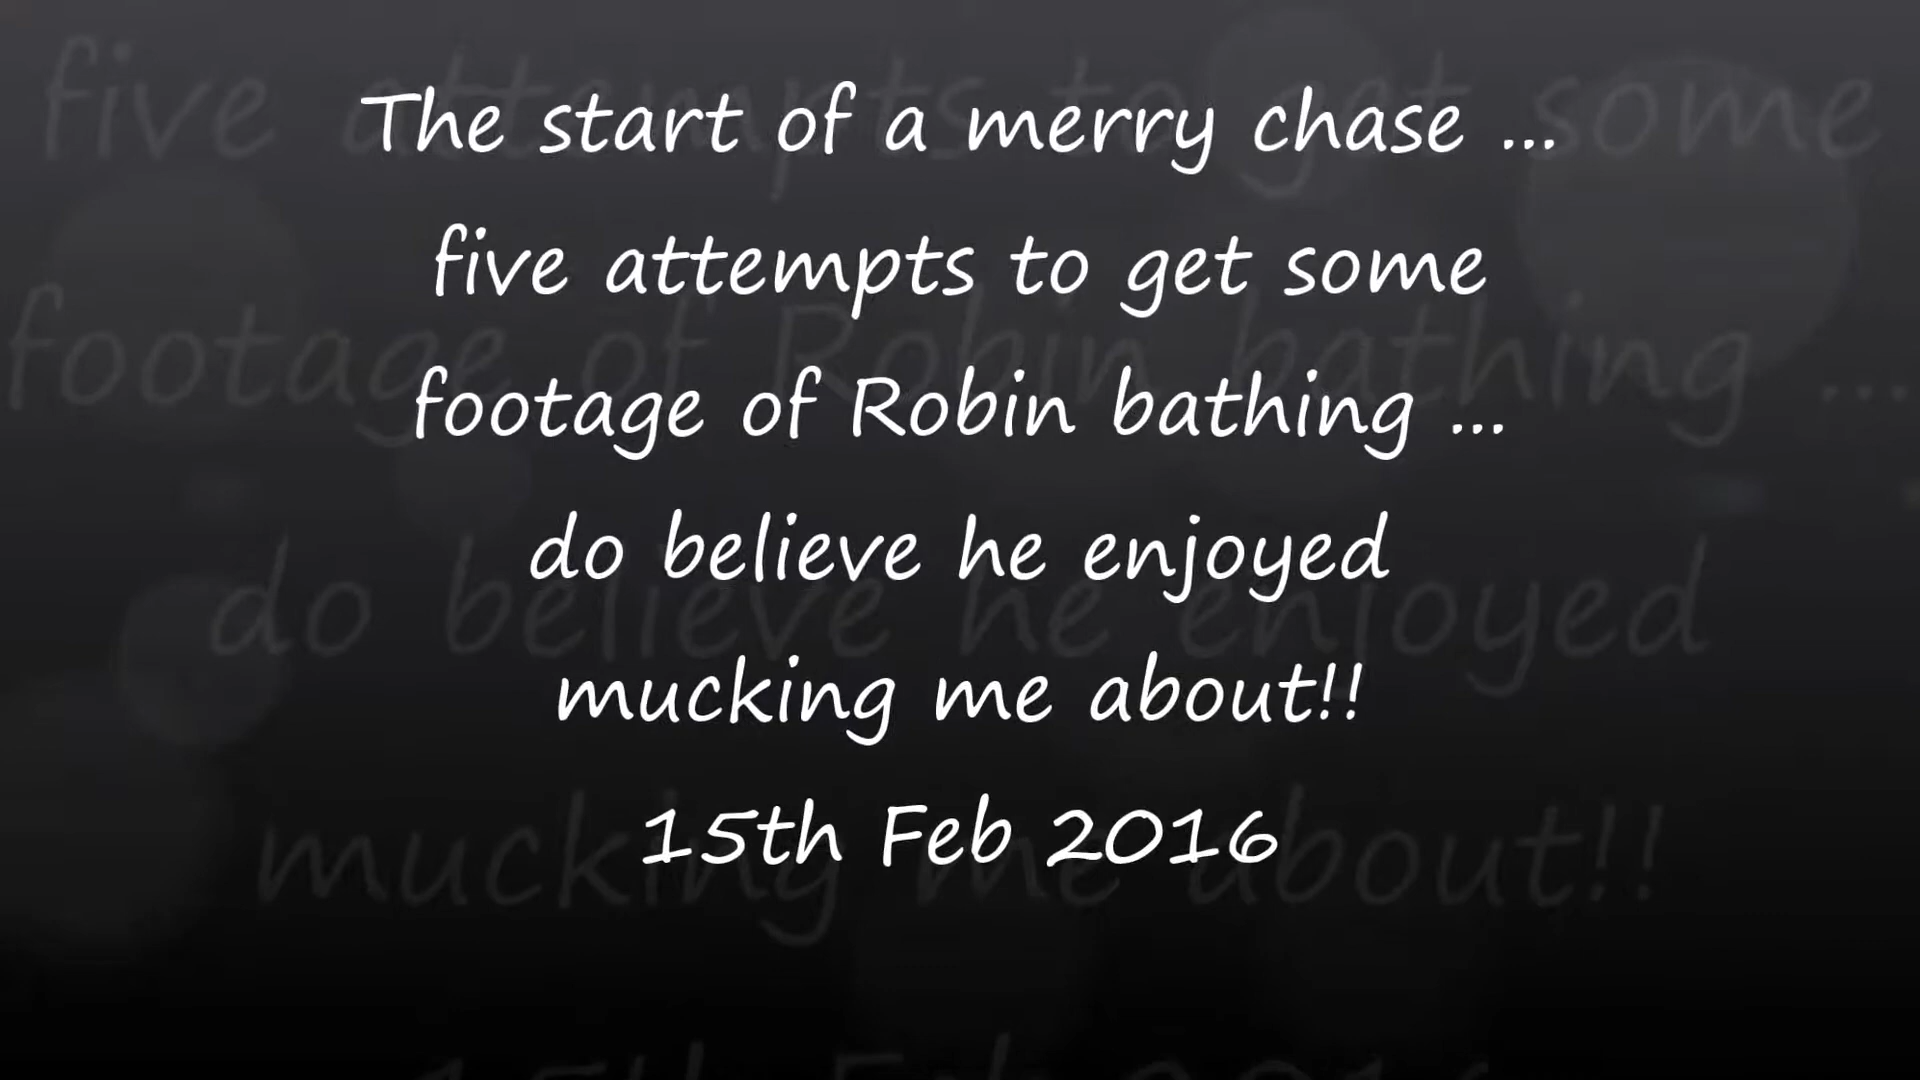 The start of a merry chase ...
five attempts to get some
footage of Robin bathing ...
do believe he enjoyed
mucking me about!!
15th Feb 2016